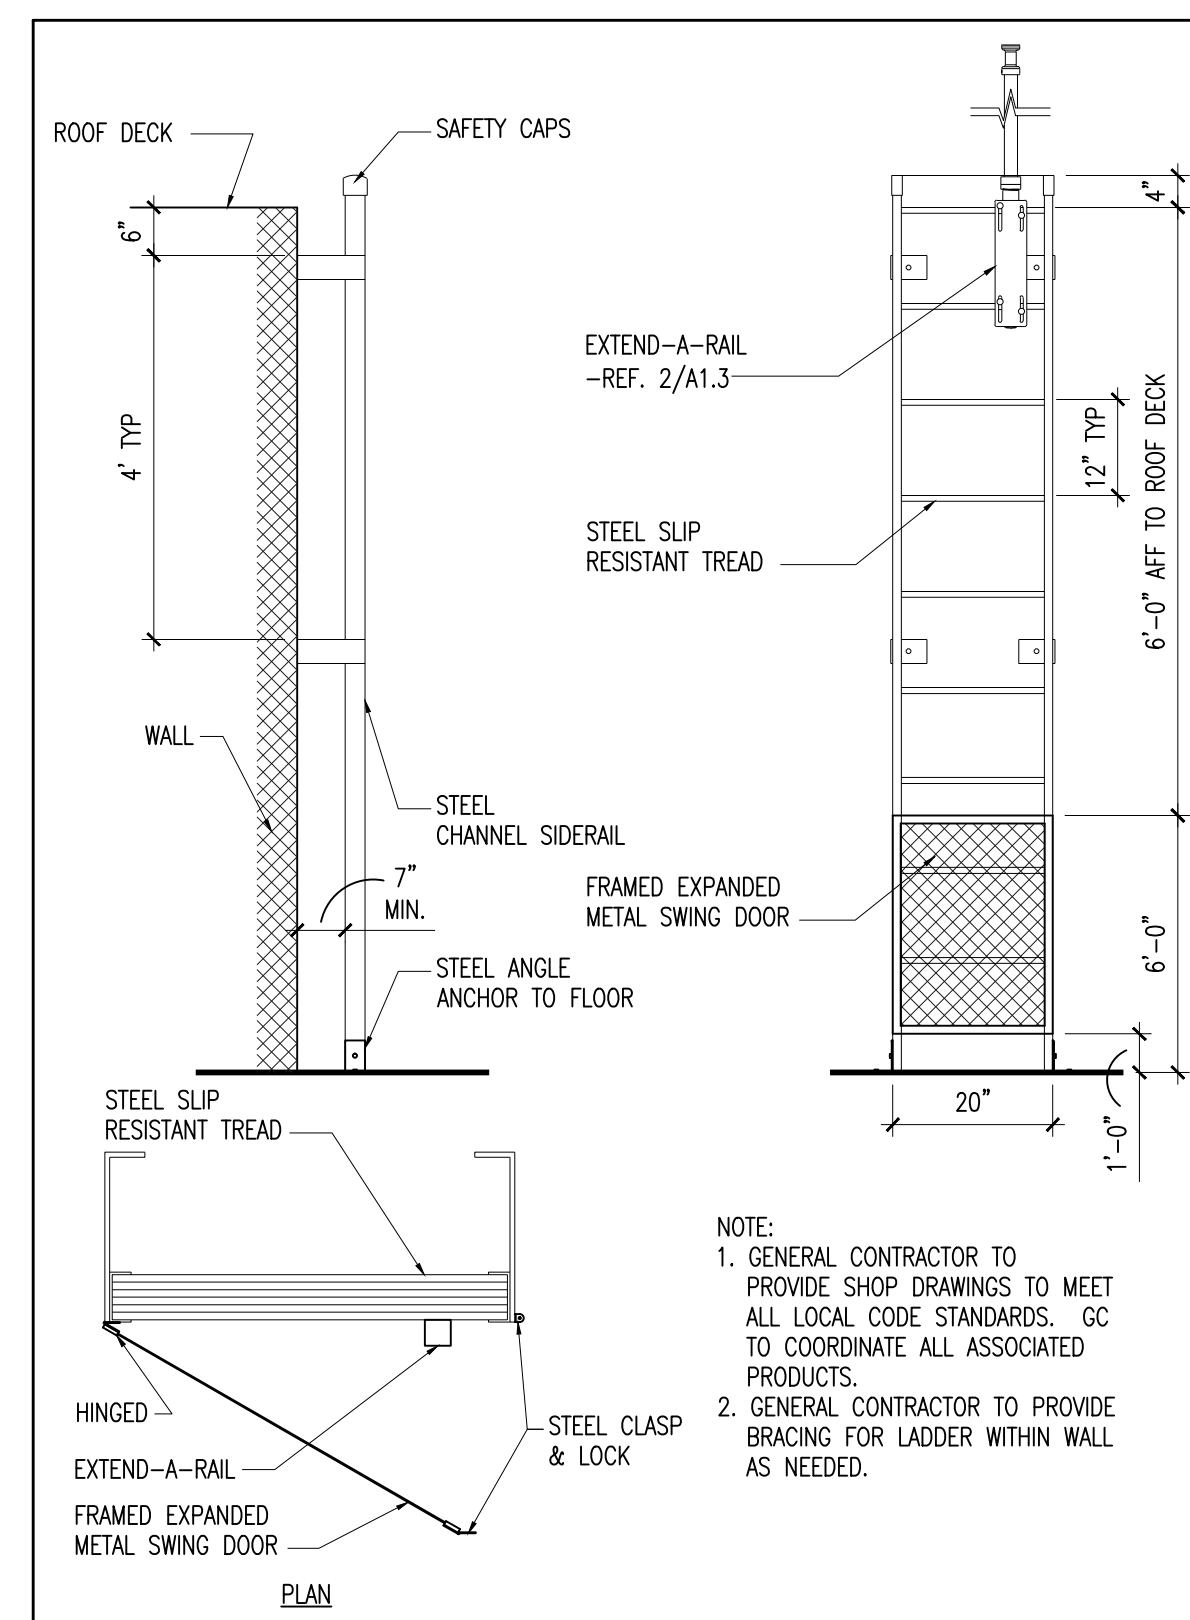 ROOF DECK
SAFETY CAPS
6"
4' TYP
WALL
STEEL
CHANNEL SIDERAIL
7"
MIN.
STEEL ANGLE
ANCHOR TO FLOOR
4"
EXTEND-A-RAIL
-REF. 2/A1.3
12" TYP
6'-0" AFF TO ROOF DECK
STEEL SLIP
RESISTANT TREAD
FRAMED EXPANDED
METAL SWING DOOR
6'-0"
20"
1'-0"
STEEL SLIP
RESISTANT TREAD
HINGED
EXTEND-A-RAIL
FRAMED EXPANDED
METAL SWING DOOR
STEEL CLASP
& LOCK
PLAN
NOTE:
1. GENERAL CONTRACTOR TO
PROVIDE SHOP DRAWINGS TO MEET
ALL LOCAL CODE STANDARDS. GC
TO COORDINATE ALL ASSOCIATED
PRODUCTS.
2. GENERAL CONTRACTOR TO PROVIDE
BRACING FOR LADDER WITHIN WALL
AS NEEDED.